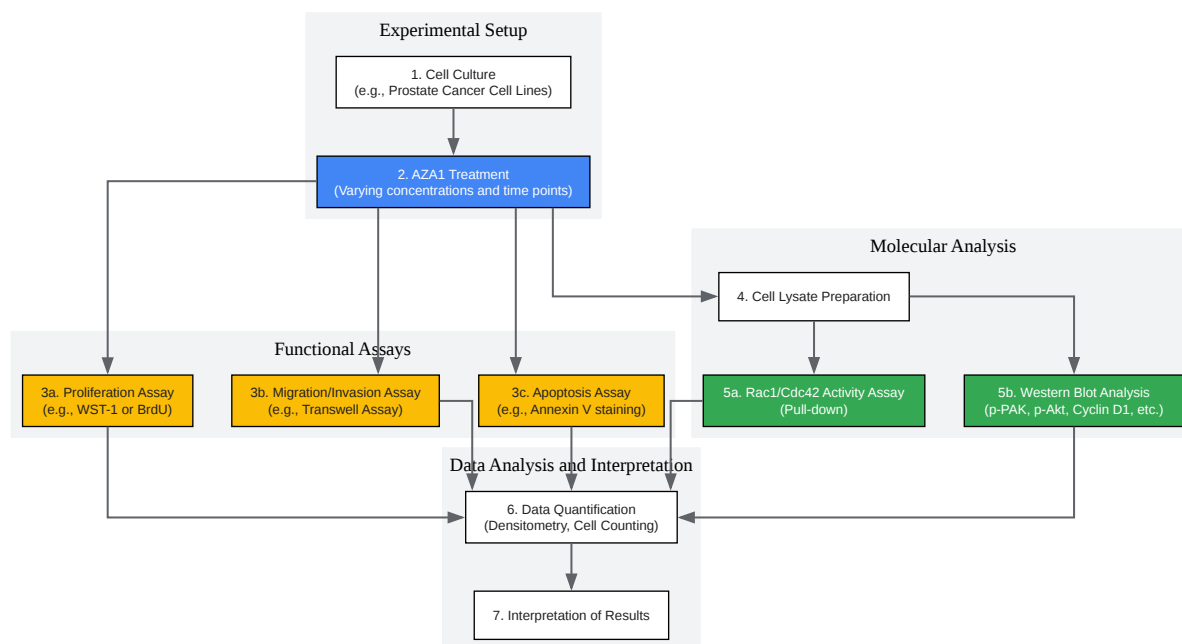 Experimental Setup
1. Cell Culture
(e.g., Prostate Cancer Cell Lines)
2. AZA1 Treatment
(Varying concentrations and time points)
Molecular Analysis
4. Cell Lysate Preparation
Functional Assays
3a. Proliferation Assay
(e.g., WST-1 or BrdU)
3b. Migration/Invasion Assay
(e.g., Transwell Assay)
3c. Apoptosis Assay
(e.g., Annexin V staining)
5a. Rac1/Cdc42 Activity Assay
(Pull-down)
5b. Western Blot Analysis
(p-PAK, p-Akt, Cyclin D1, etc.)
Data Analysis and Interpretation
6. Data Quantification
(Densitometry, Cell Counting)
7. Interpretation of Results